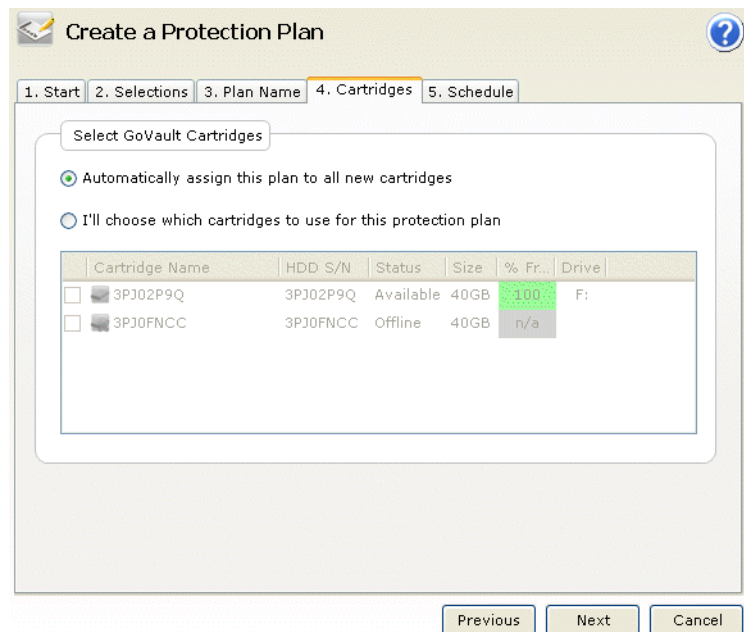 Create a Protection Plan
?
1. Start 2. Selections 3. Plan Name 4. Cartridges 5. Schedule
Select GoVault Cartridges
Automatically assign this plan to all new cartridges
I'll choose which cartridges to use for this protection plan
Cartridge Name HDD S/N Status Size % Fr... Drive
3PJ02P9Q 3PJ02P9Q Available 40GB 100 F:
3PJ0FNCC 3PJ0FNCC Offline 40GB n/a
Previous Next Cancel